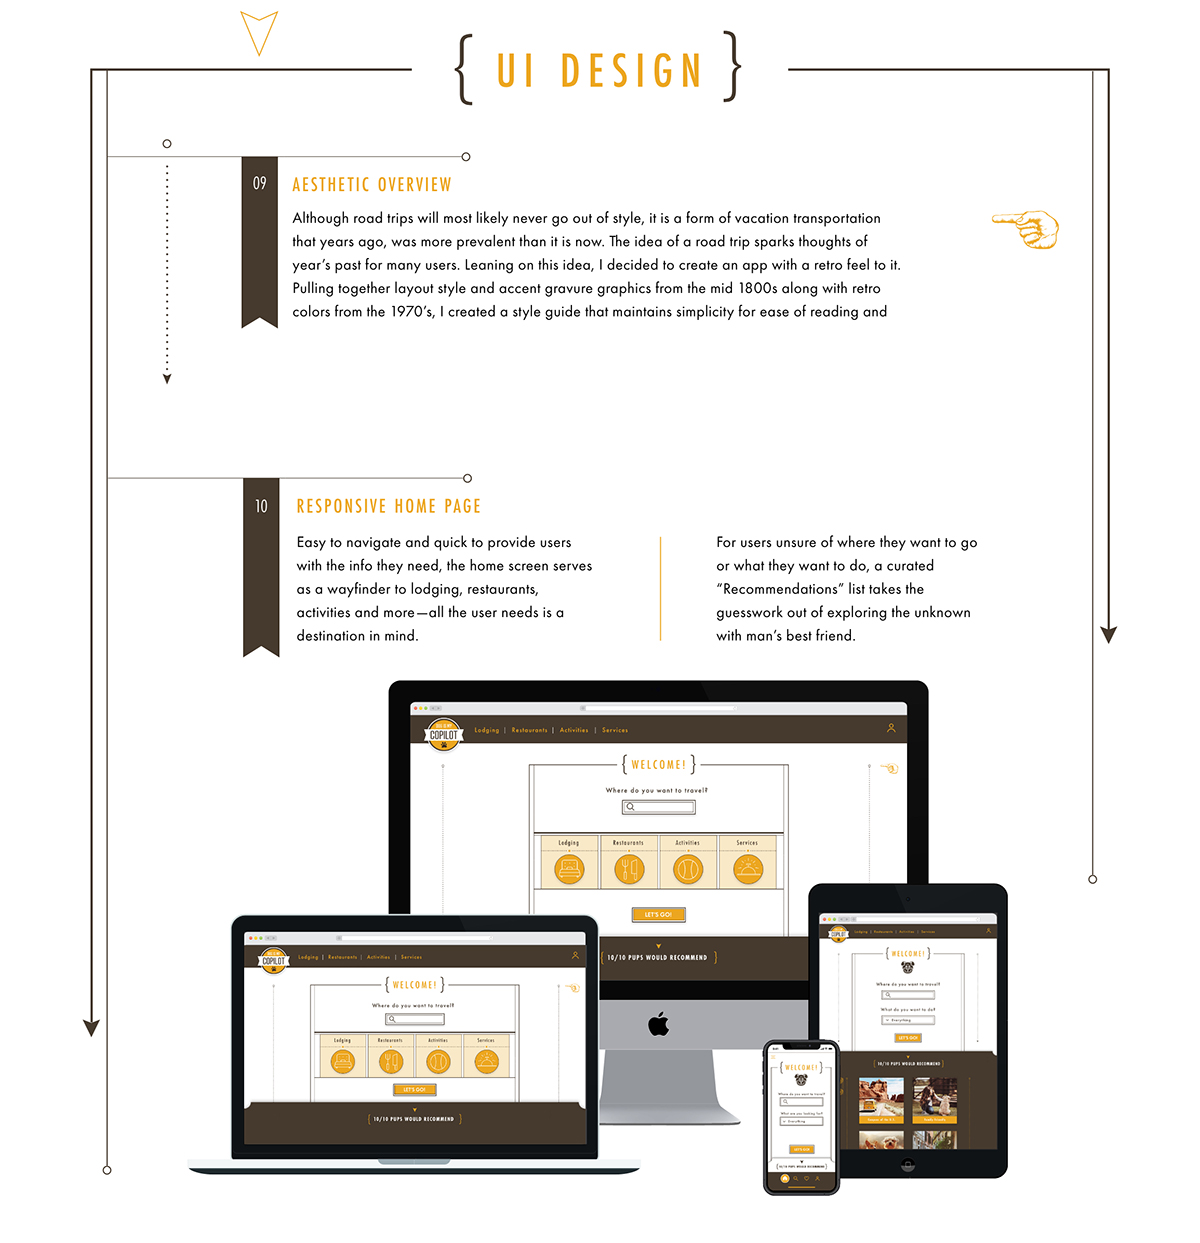 { UI DESIGN }
09
AESTHETIC OVERVIEW
Although road trips will most likely never go out of style, it is a form of vacation transportation
that years ago, was more prevalent than it is now. The idea of a road trip sparks thoughts of
year's past for many users. Leaning on this idea, I decided to create an app with a retro feel to it.
Pulling together layout style and accent gravure graphics from the mid 1800s along with retro
colors from the 1970's, I created a style guide that maintains simplicity for ease of reading and
10
RESPONSIVE HOME PAGE
Easy to navigate and quick to provide users
with the info they need, the home screen serves
as a wayfinder to lodging, restaurants,
activities and more—all the user needs is a
destination in mind.
For users unsure of where they want to go
or what they want to do, a curated
“Recommendations” list takes the
guesswork out of exploring the unknown
with man's best friend.
DOG IS MY
COPILOT
Lodging | Restaurants | Activities | Services
{ WELCOME! }
Where do you want to travel?
Lodging
Restaurants
Activities
Services
LET'S GO!
{ 10/10 PUPS WOULD RECOMMEND }
COPILOT
Lodging | Restaurants | Activities | Services
{ WELCOME! }
Where do you want to travel?
Lodging
Restaurants
Activities
Services
LET'S GO!
{ 10/10 PUPS WOULD RECOMMEND }
COPILOT
Lodging | Restaurants | Activities | Services
{ WELCOME! }
Where do you want to travel?
What do you want to do?
Everything
LET'S GO!
{ 10/10 PUPS WOULD RECOMMEND }
{ WELCOME! }
Where do you want to travel?
What are you looking for?
Everything
LET'S GO!
{ 10/10 PUPS WOULD RECOMMEND }